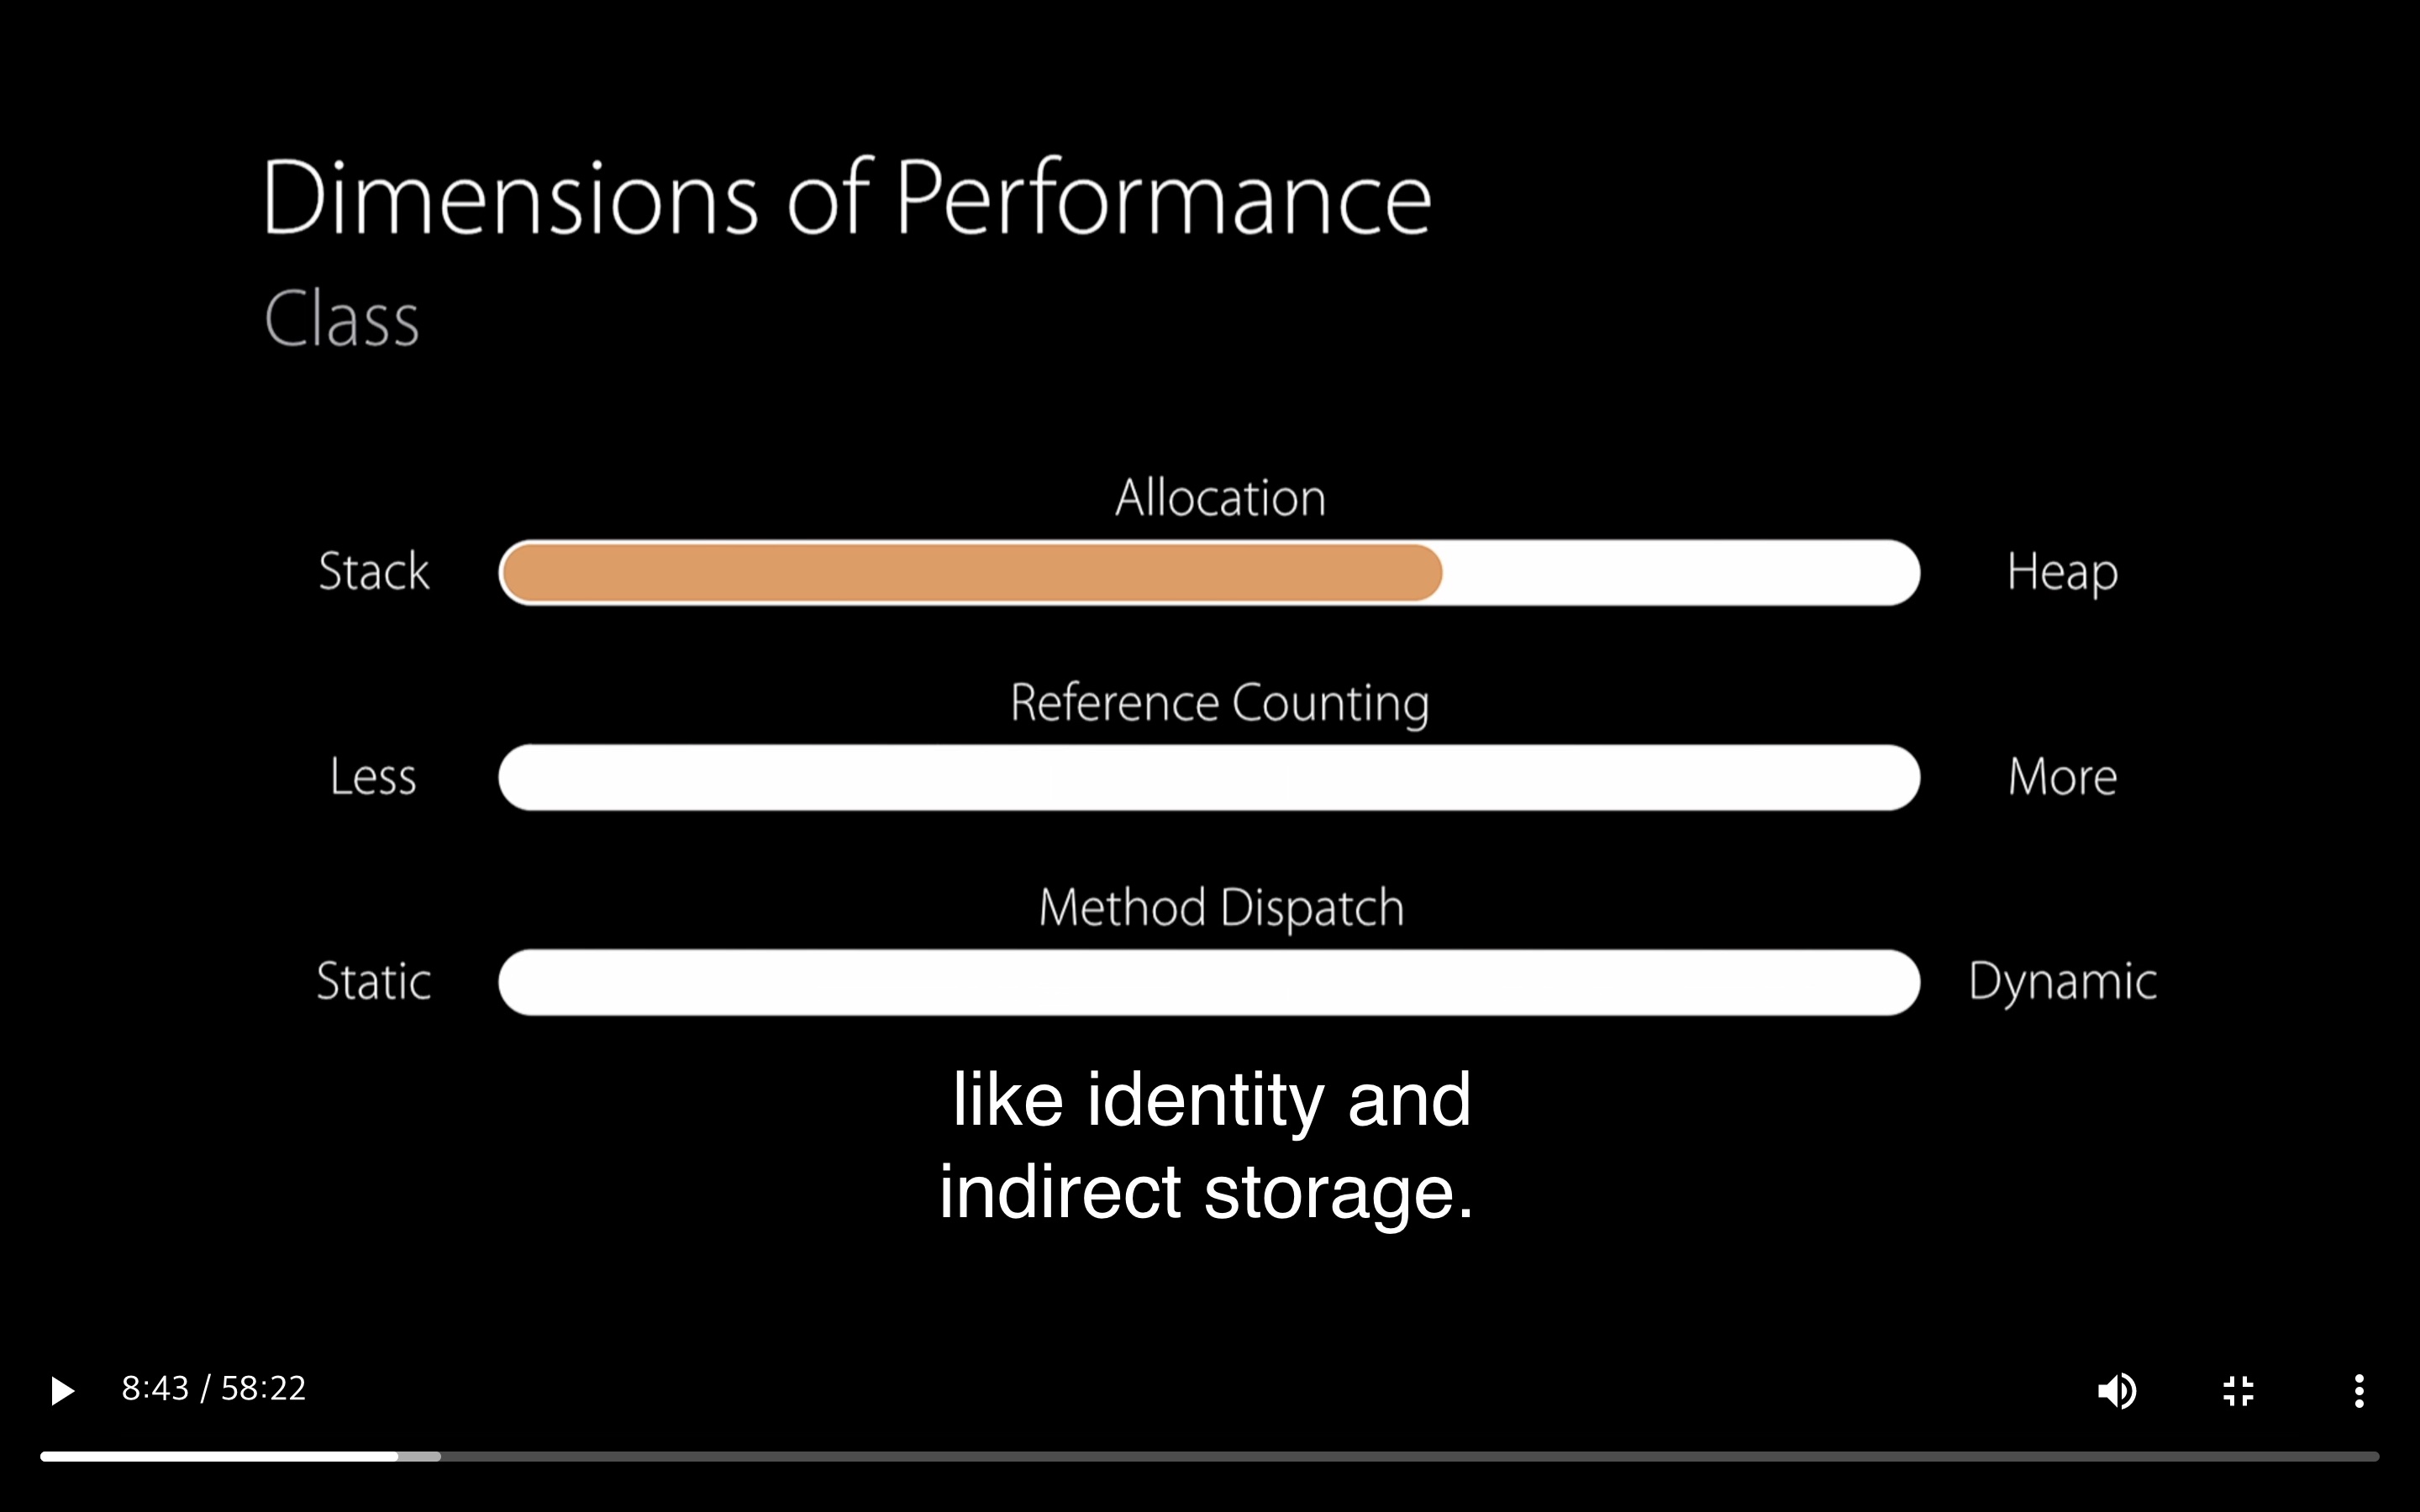 Dimensions of Performance
Class
Allocation
Stack
Heap
Reference Counting
Less
More
Method Dispatch
Static
Dynamic
like identity and
indirect storage.
8:43 / 58:22